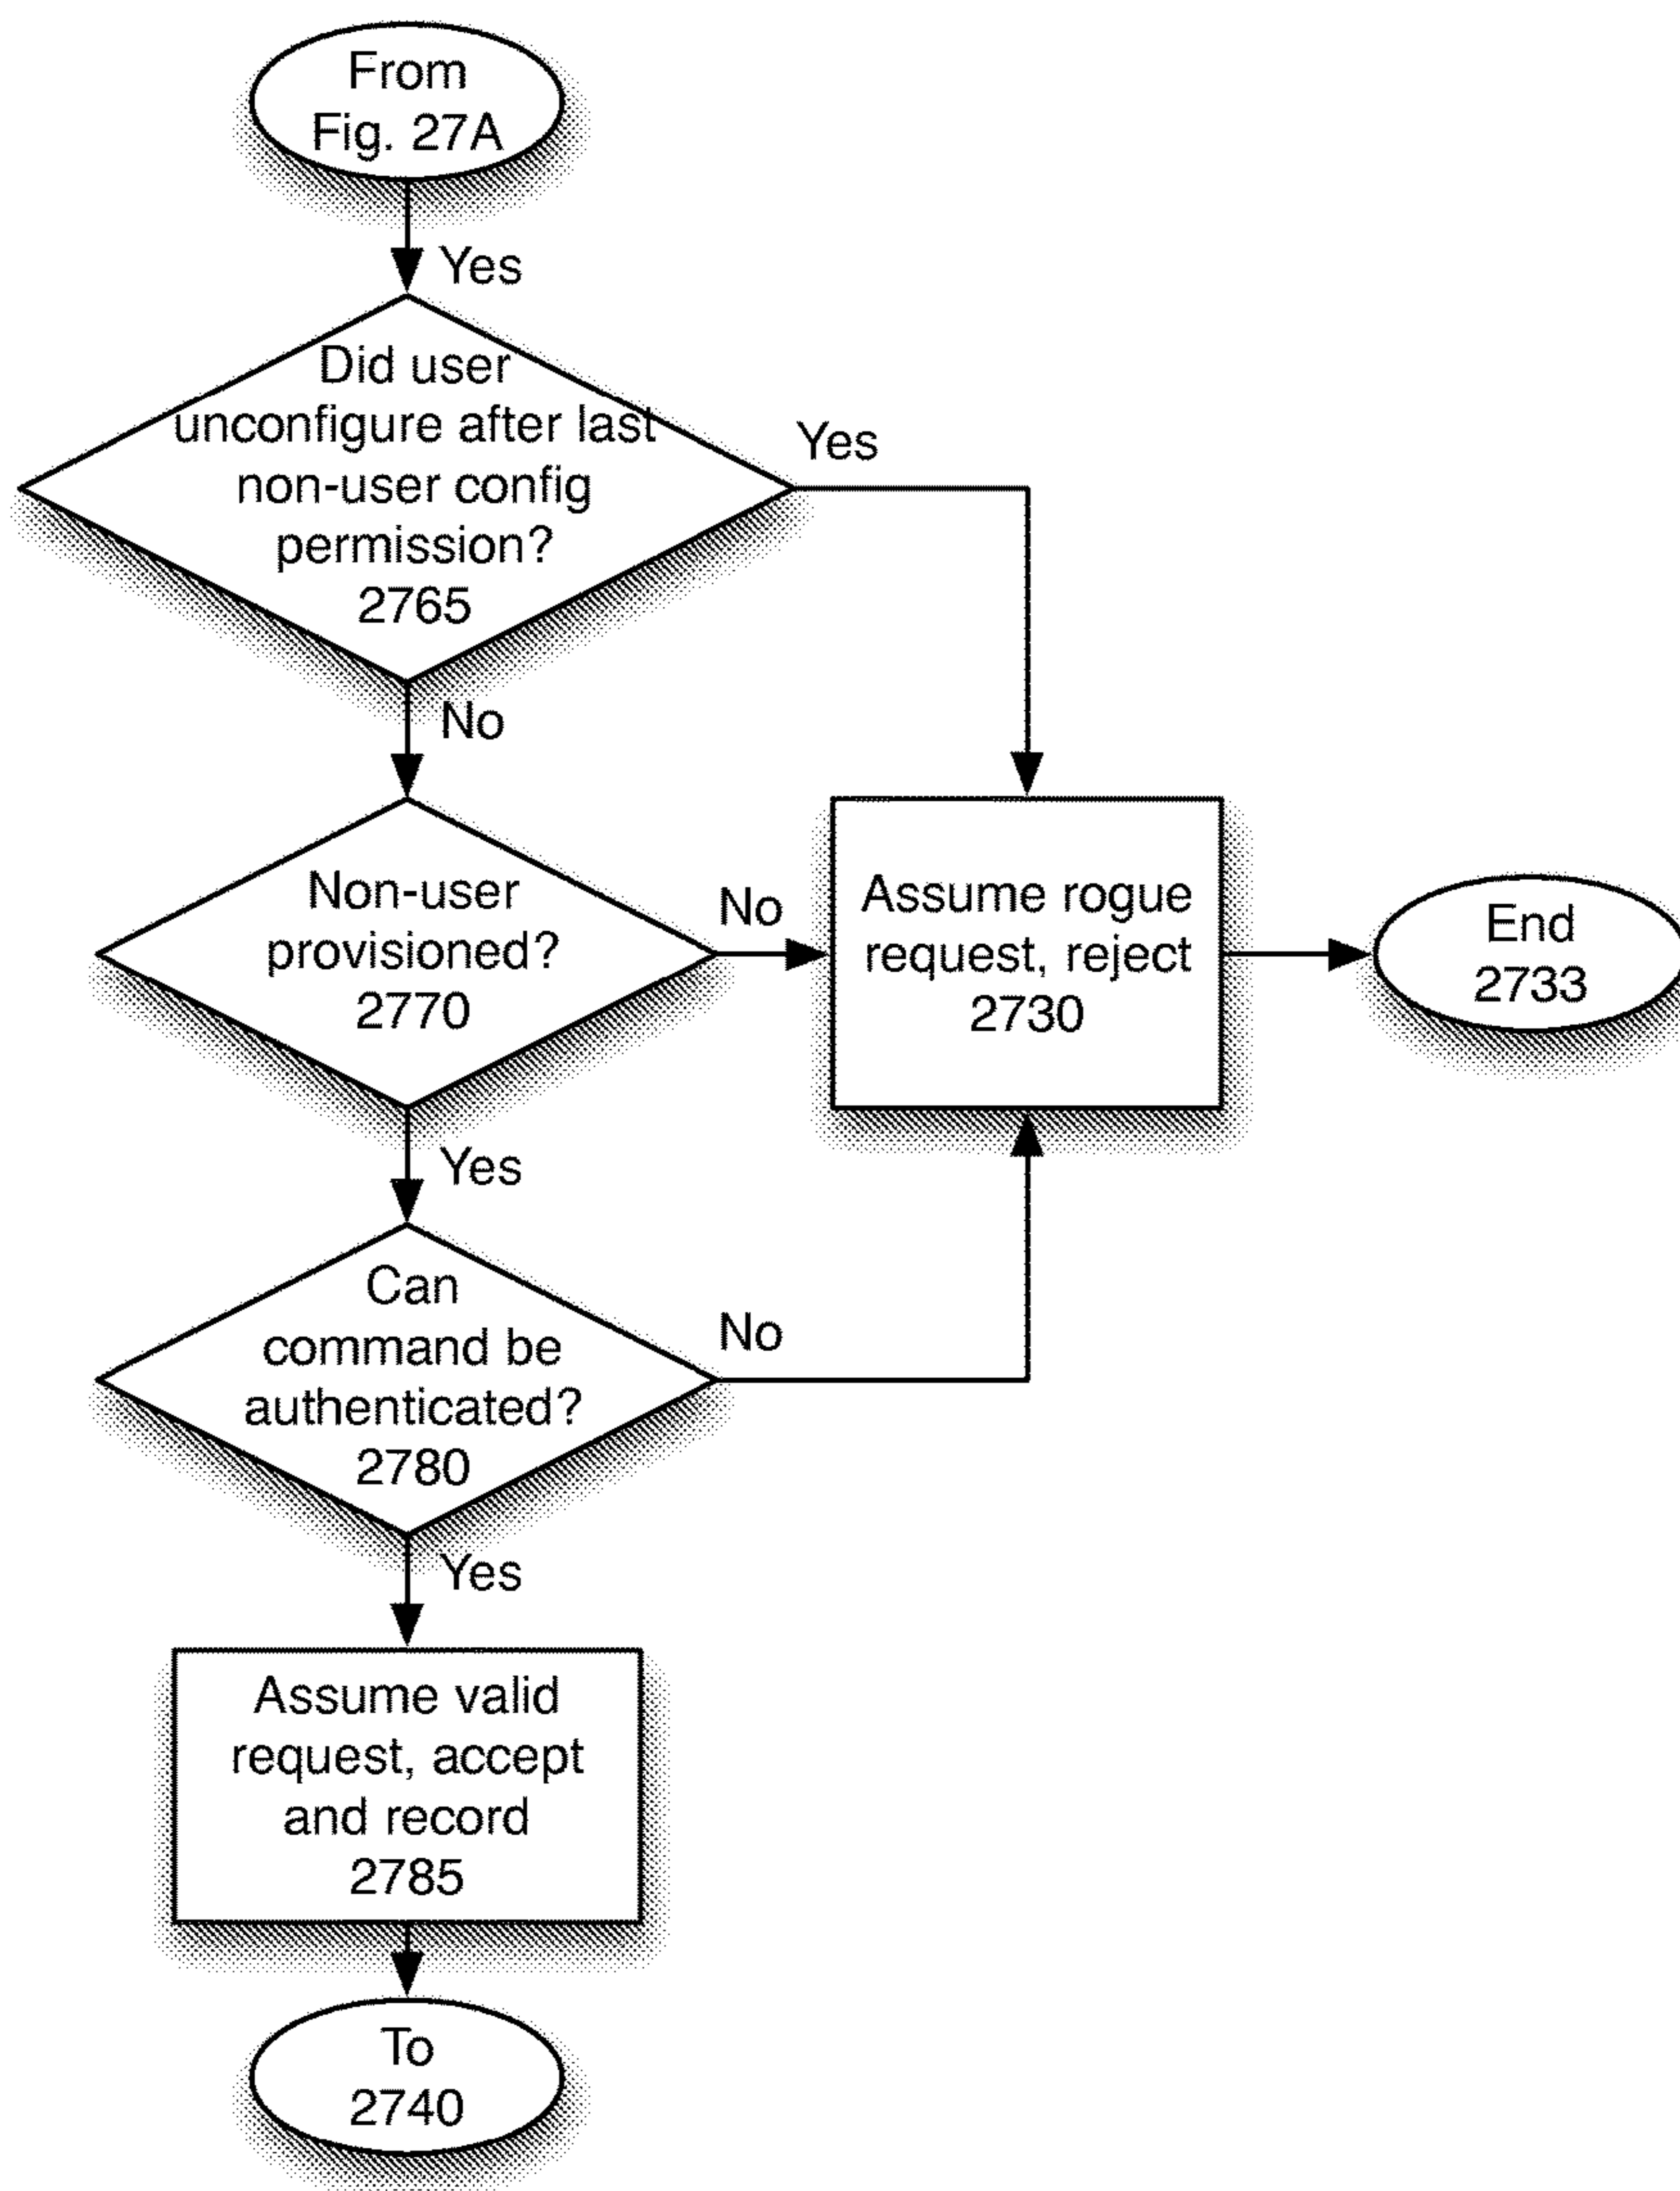 From
Fig. 27A
Yes
Did user
unconfigure after last
non-user config
permission?
2765
Yes
No
Non-user
provisioned?
2770
No
Assume rogue
request, reject
2730
End
2733
Yes
Can
command be
authenticated?
2780
No
Yes
Assume valid
request, accept
and record
2785
To
2740